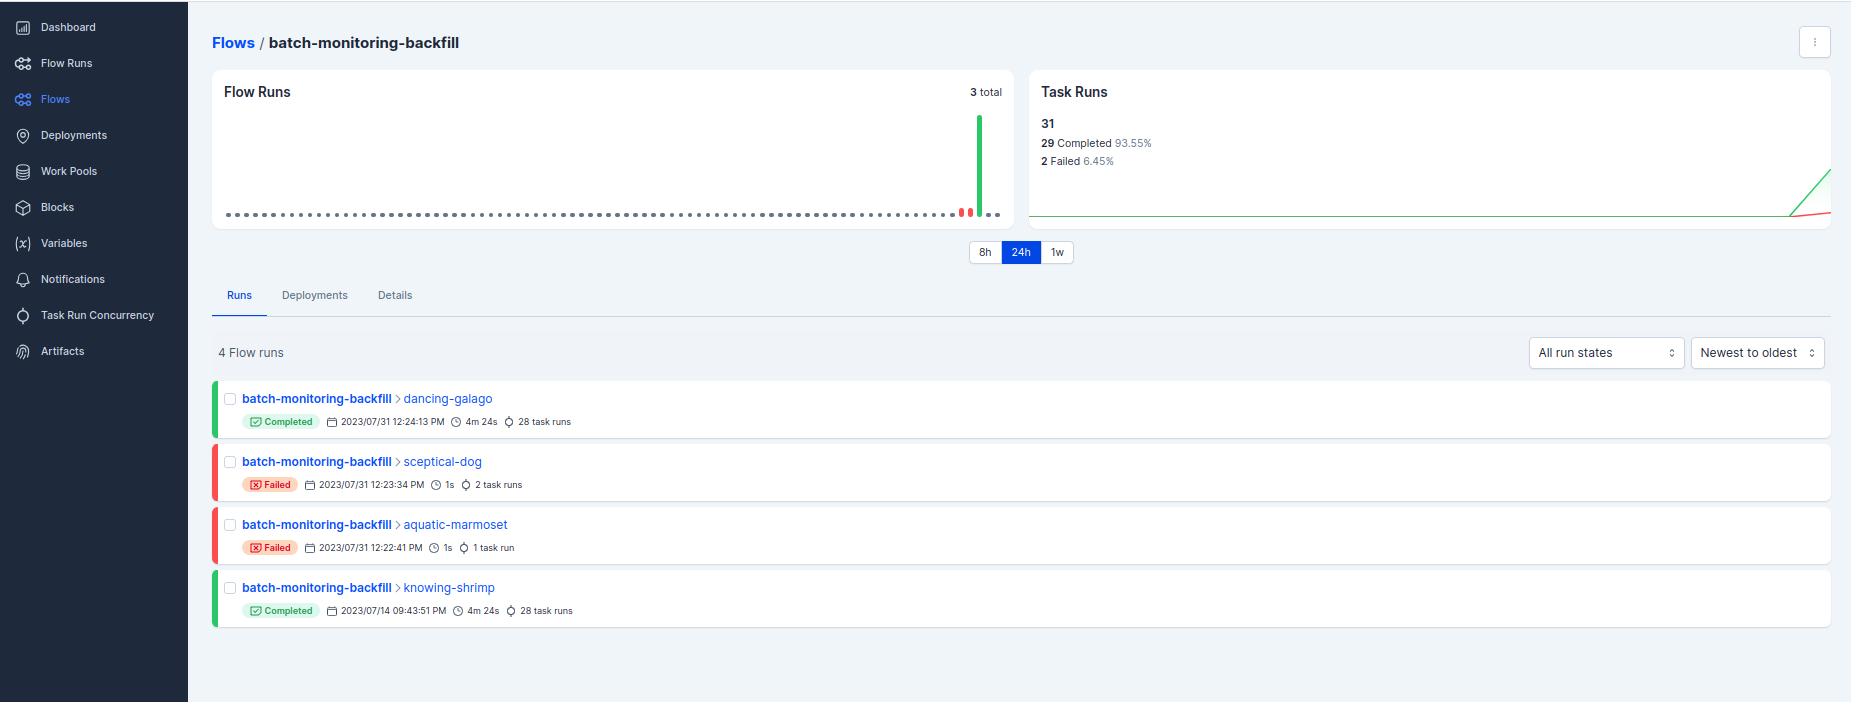 Dashboard
Flow Runs
Flows
Deployments
Work Pools
Blocks
Variables
Notifications
Task Run Concurrency
Artifacts
Flows / batch-monitoring-backfill
Flow Runs
3 total
Task Runs
31
29 Completed 93.55%
2 Failed 6.45%
8h 24h 1w
Runs Deployments Details
4 Flow runs
All run states
Newest to oldest
batch-monitoring-backfill > dancing-galago
Completed 2023/07/31 12:24:13 PM 4m 24s 28 task runs
batch-monitoring-backfill > sceptical-dog
Failed 2023/07/31 12:23:34 PM 1s 2 task runs
batch-monitoring-backfill > aquatic-marmoset
Failed 2023/07/31 12:22:41 PM 1s 1 task run
batch-monitoring-backfill > knowing-shrimp
Completed 2023/07/14 09:43:51 PM 4m 24s 28 task runs